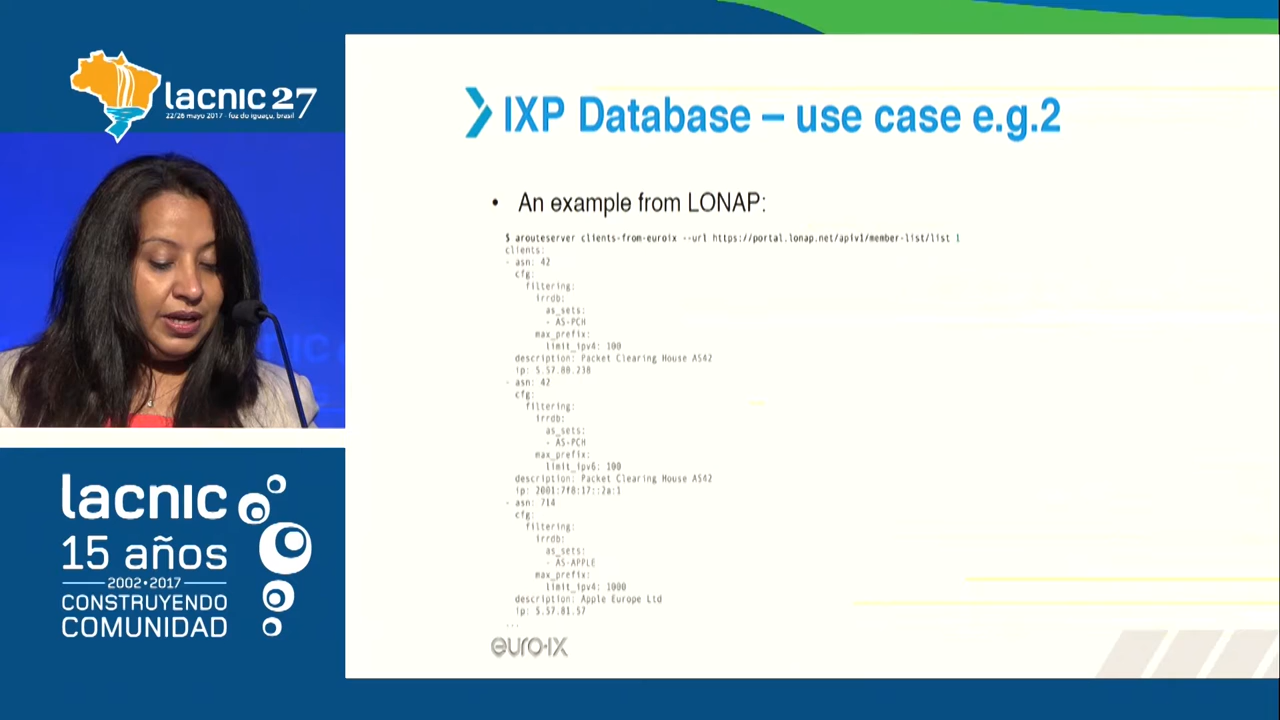 lacnic 27
22/26 mayo 2017 - foz do iguaçu, brasil
lacnic
15 años
2002•2017
CONSTRUYENDO
COMUNIDAD
IXP Database – use case e.g.2
• An example from LONAP:
$ arouteserver clients-from-euroix --url https://portal.lonap.net/apiv1/member-list/list 1
clients:
- asn: 42
cfg:
filtering:
irrdb:
as_sets:
- AS-PCH
max_prefix:
limit_ipv4: 100
description: Packet Clearing House AS42
ip: 5.57.80.238
- asn: 42
cfg:
filtering:
irrdb:
as_sets:
- AS-PCH
max_prefix:
limit_ipv6: 100
description: Packet Clearing House AS42
ip: 2001:7f8:17::2a:1
- asn: 714
cfg:
filtering:
irrdb:
as_sets:
- AS-APPLE
max_prefix:
limit_ipv4: 1000
description: Apple Europe Ltd
ip: 5.57.81.57
...
euro-ix